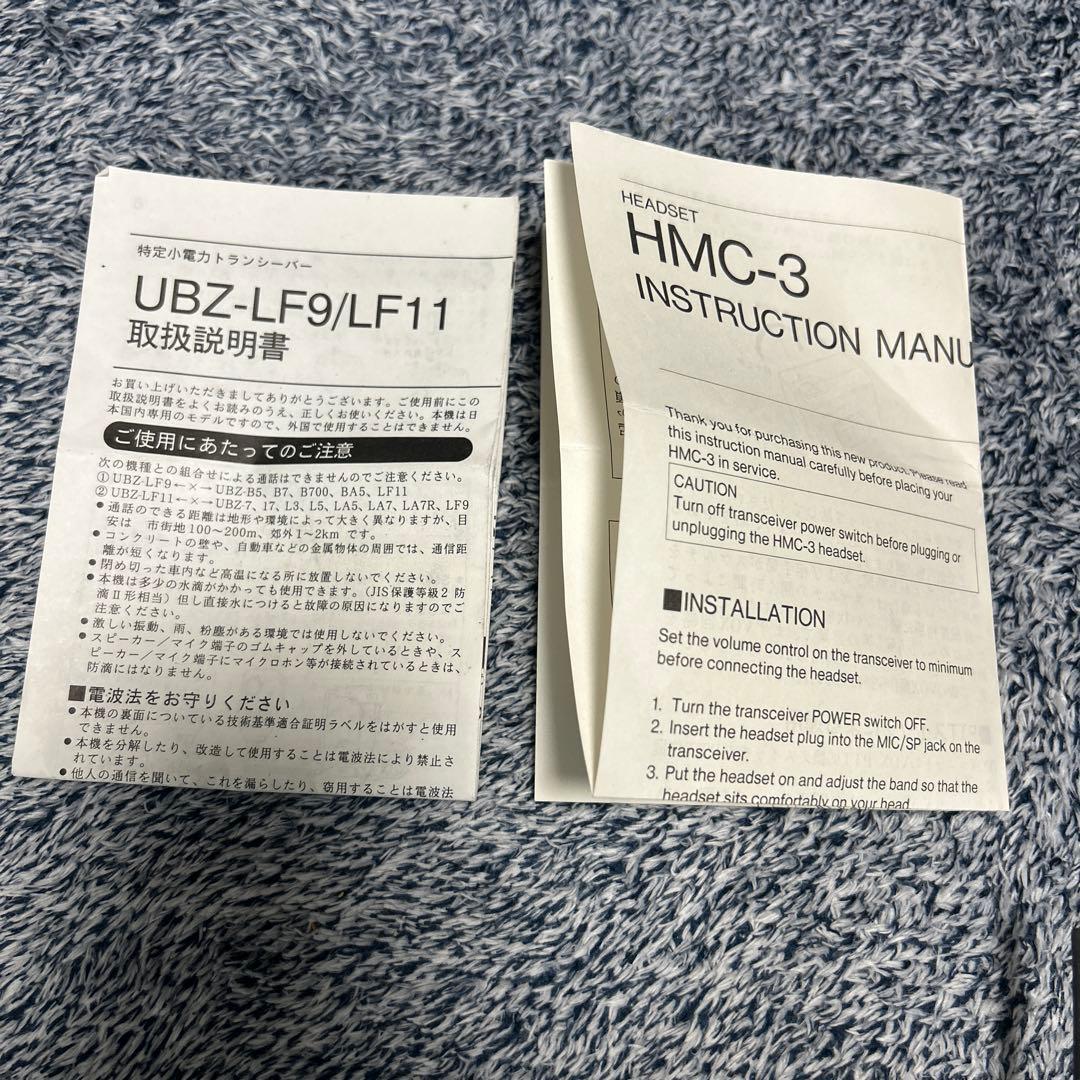 特定小電力トランシーバー
UBZ-LF9/LF11
取扱説明書
お買い上げいただきましてありがとうございます。ご使用前にこの
取扱説明書をよくお読みのうえ、正しくお使いください。本機は日
本国内専用のモデルですので、外国で使用することはできません。
ご使用にあたってのご注意
次の機種との組合せによる通話はできませんのでご注意ください。
① UBZ-LF9←×→UBZ-B5、B7、B700、BA5、LF11
② UBZ-LF11←×→UBZ-7、17、L3、L5、LA5、LA7、LA7R、LF9
● 通話のできる距離は地形や環境によって大きく異なりますが、目
安は 市街地100〜200m、郊外1〜2kmです。
● コンクリートの壁や、自動車などの金属物体の周囲では、通信距
離が短くなります。
● 閉め切った車内など高温になる所に放置しないでください。
● 本機は多少の水滴がかかっても使用できます。（JIS保護等級2 防
滴Ⅱ形相当）但し直接水につけると故障の原因になりますのでご
注意ください。
● 激しい振動、雨、粉塵がある環境では使用しないでください。
● スピーカー／マイク端子のゴムキャップを外しているときや、ス
ピーカー／マイク端子にマイクロホン等が接続されているときは、
防滴にはなりません。
■電波法をお守りください
● 本機の裏面についている技術基準適合証明ラベルをはがすと使用
できません。
● 本機を分解したり、改造して使用することは電波法により禁止さ
れています。
● 他人の通信を聞いて、これを漏らしたり、窃用することは電波法
HEADSET
HMC-3
INSTRUCTION MANU
Thank you for purchasing this new product. Please read
this instruction manual carefully before placing your
HMC-3 in service.
CAUTION
Turn off transceiver power switch before plugging or
unplugging the HMC-3 headset.
■INSTALLATION
Set the volume control on the transceiver to minimum
before connecting the headset.
1. Turn the transceiver POWER switch OFF.
2. Insert the headset plug into the MIC/SP jack on the
transceiver.
3. Put the headset on and adjust the band so that the
headset sits comfortably on your head